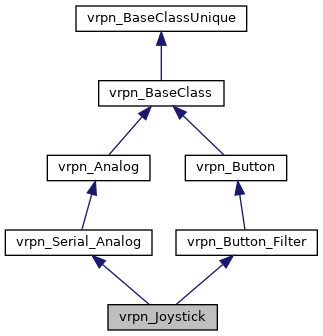 vrpn_BaseClassUnique
vrpn_BaseClass
vrpn_Analog
vrpn_Button
vrpn_Serial_Analog
vrpn_Button_Filter
vrpn_Joystick